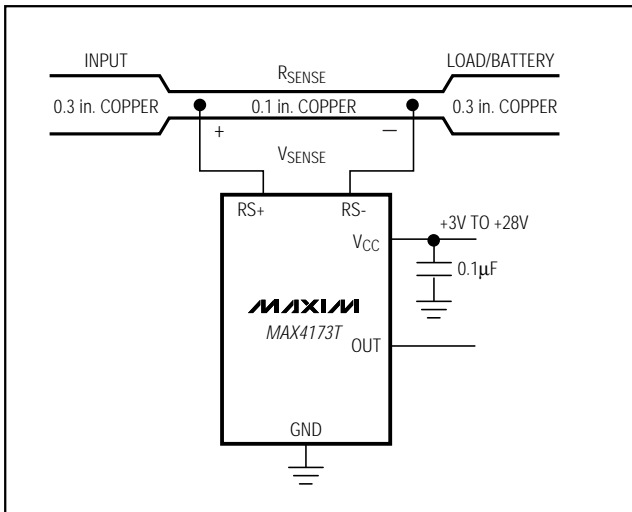 INPUT
RSENSE
LOAD/BATTERY
0.3 in. COPPER
0.1 in. COPPER
0.3 in. COPPER
+
−
VSENSE
RS+
RS-
+3V TO +28V
VCC
0.1μF
MAXIM
MAX4173T
OUT
GND